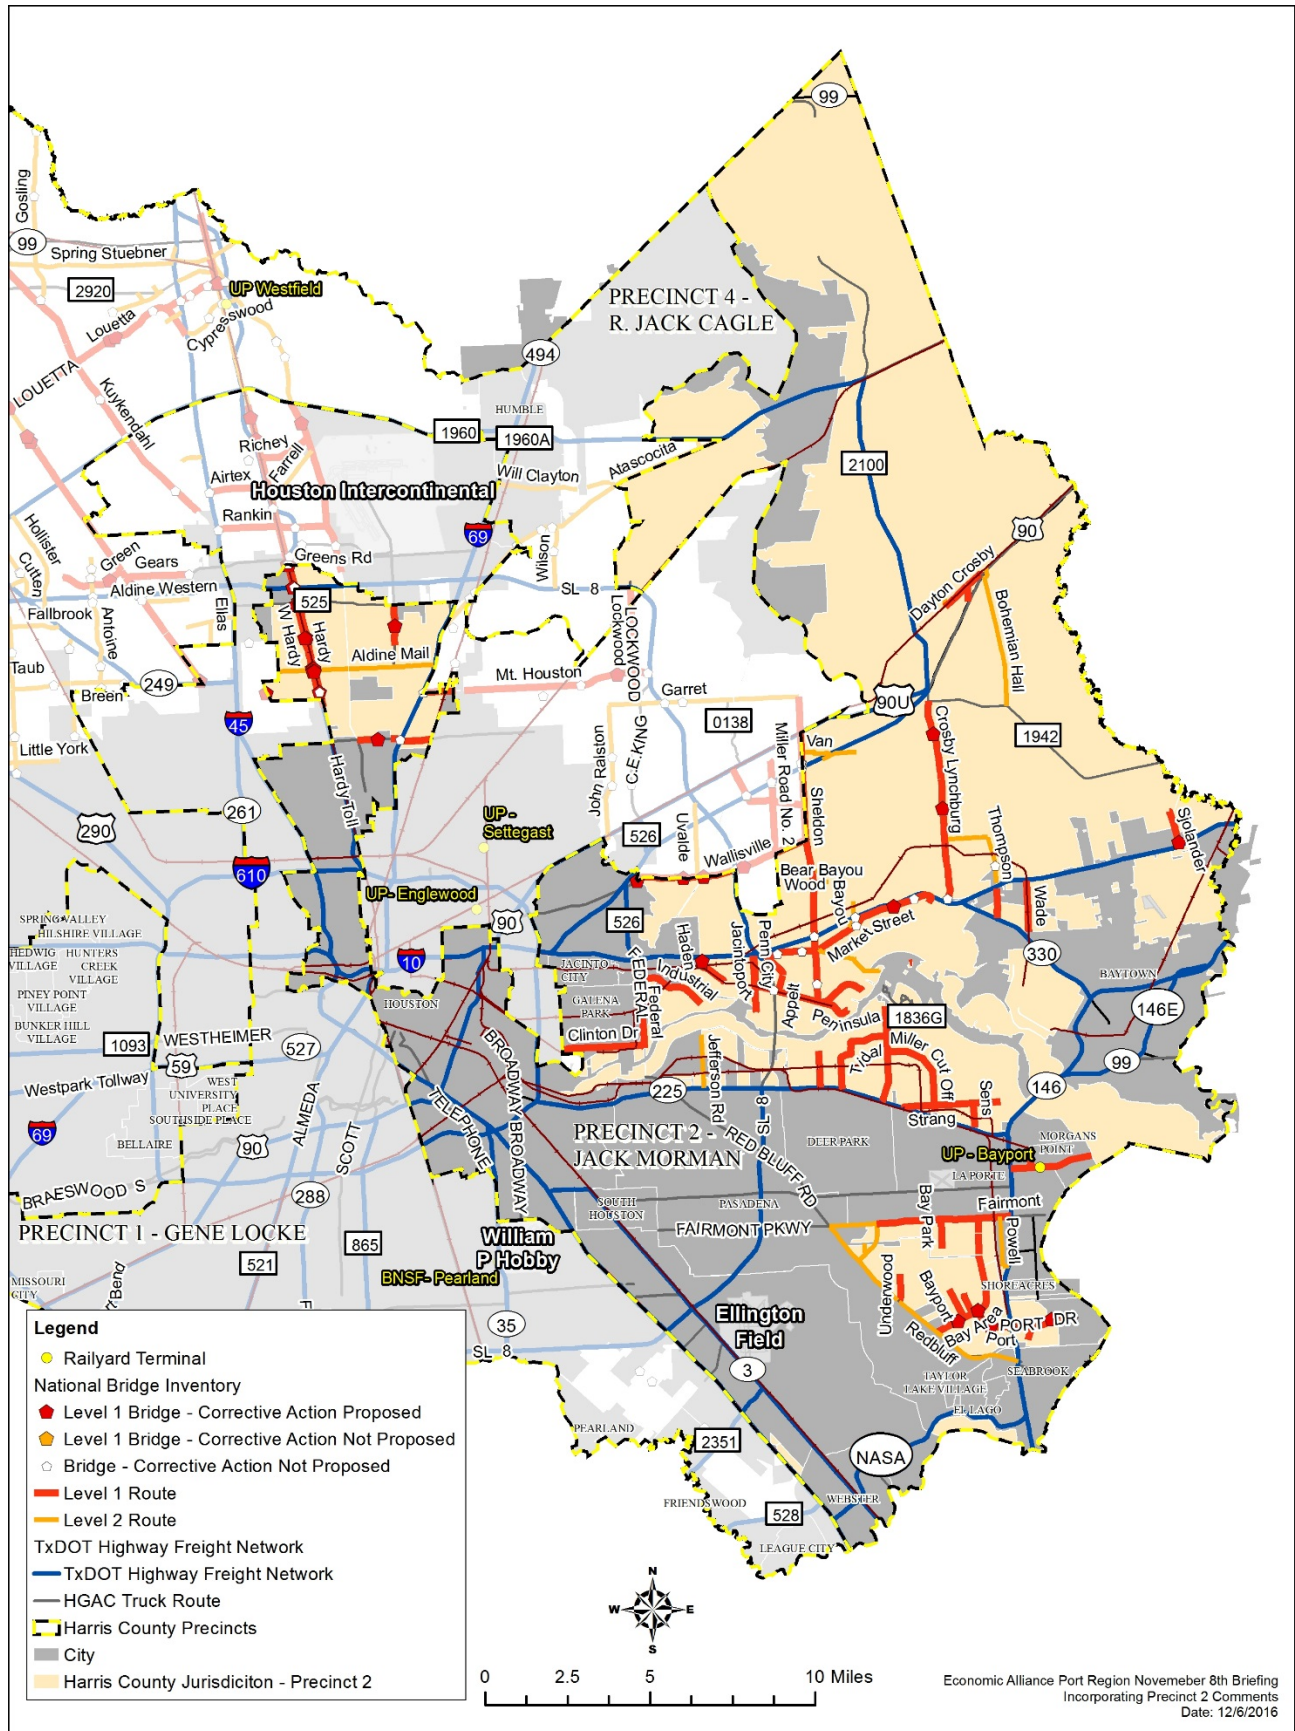 99
Gosling
99
Spring Stuebner
2920
UP Westfield
Louetta
Cypresswood
PRECINCT 4 -
R. JACK CAGLE
494
LOUETTA
Kuykendahl
HUMBLE
1960
1960A
Richey
Farrell
Airtex
Will Clayton
Atascocita
2100
Houston Intercontinental
Rankin
69
90
Hollister
Cutten
Green
Gears
Greens Rd
Wilson
SL 8
Dayton Crosby
Aldine Western
Fallbrook
Antoine
Ellas
525
W Hardy
Hardy
Lockwood
LOCKWOOD
Bohemian Hall
Taub
Aldine Mail
249
Breen
Mt. Houston
Garret
90U
45
0138
Little York
C.E.KING
John Ralston
Miller Road No. 2
Van
Crosby Lynchburg
1942
Hardy Toll
261
290
UP -
Settegast
526
Uvalde
Sheldon
Wallisville
Thompson
Sjolander
610
Bear Bayou
Wood
Bayou
UP- Englewood
90
526
Wade
SPRING VALLEY
HILSHIRE VILLAGE
HEDWIG
VILLAGE
HUNTERS
CREEK
VILLAGE
10
JACINTO
CITY
FEDERAL
Haden
Industrial
Jacintoport
Penn City
Market Street
330
BAYTOWN
PINEY POINT
VILLAGE
HOUSTON
GALENA
PARK
Federal
Appelt
Peninsula
1836G
146E
BUNKER HILL
VILLAGE
1093
WESTHEIMER
527
Clinton Dr
Jefferson Rd
Tidal
Miller Cut Off
99
59
Westpark Tollway
BROADWAY
BROADWAY
225
SL 8
Sens
146
WEST
UNIVERSITY
PLACE
SOUTHSIDE PLACE
ALMEDA
TELEPHONE
Strang
69
BELLAIRE
90
SCOTT
PRECINCT 2 -
JACK MORMAN
RED BLUFF RD
DEER PARK
MORGANS
POINT
UP - Bayport
LA PORTE
BRAESWOOD S
288
SOUTH
HOUSTON
PASADENA
Bay Park
Fairmont
FAIRMONT PKWY
PRECINCT 1 - GENE LOCKE
William
P Hobby
865
521
Powell
MISSOURI
CITY
rt Bend
BNSF- Pearland
Underwood
Bayport
SHOREACRES
Ellington
Field
Bay Area
PORT DR
Port
Redbluff
35
SL 8
3
SEABROOK
TAYLOR
LAKE VILLAGE
EL LAGO
PEARLAND
2351
NASA
FRIENDSWOOD
WEBSTER
528
LEAGUE CITY
Legend
Railyard Terminal
National Bridge Inventory
Level 1 Bridge - Corrective Action Proposed
Level 1 Bridge - Corrective Action Not Proposed
Bridge - Corrective Action Not Proposed
Level 1 Route
Level 2 Route
TxDOT Highway Freight Network
TxDOT Highway Freight Network
HGAC Truck Route
Harris County Precincts
City
Harris County Jurisdiciton - Precinct 2
N
W
E
S
0 2.5 5 10 Miles
Economic Alliance Port Region Novemeber 8th Briefing
Incorporating Precinct 2 Comments
Date: 12/6/2016